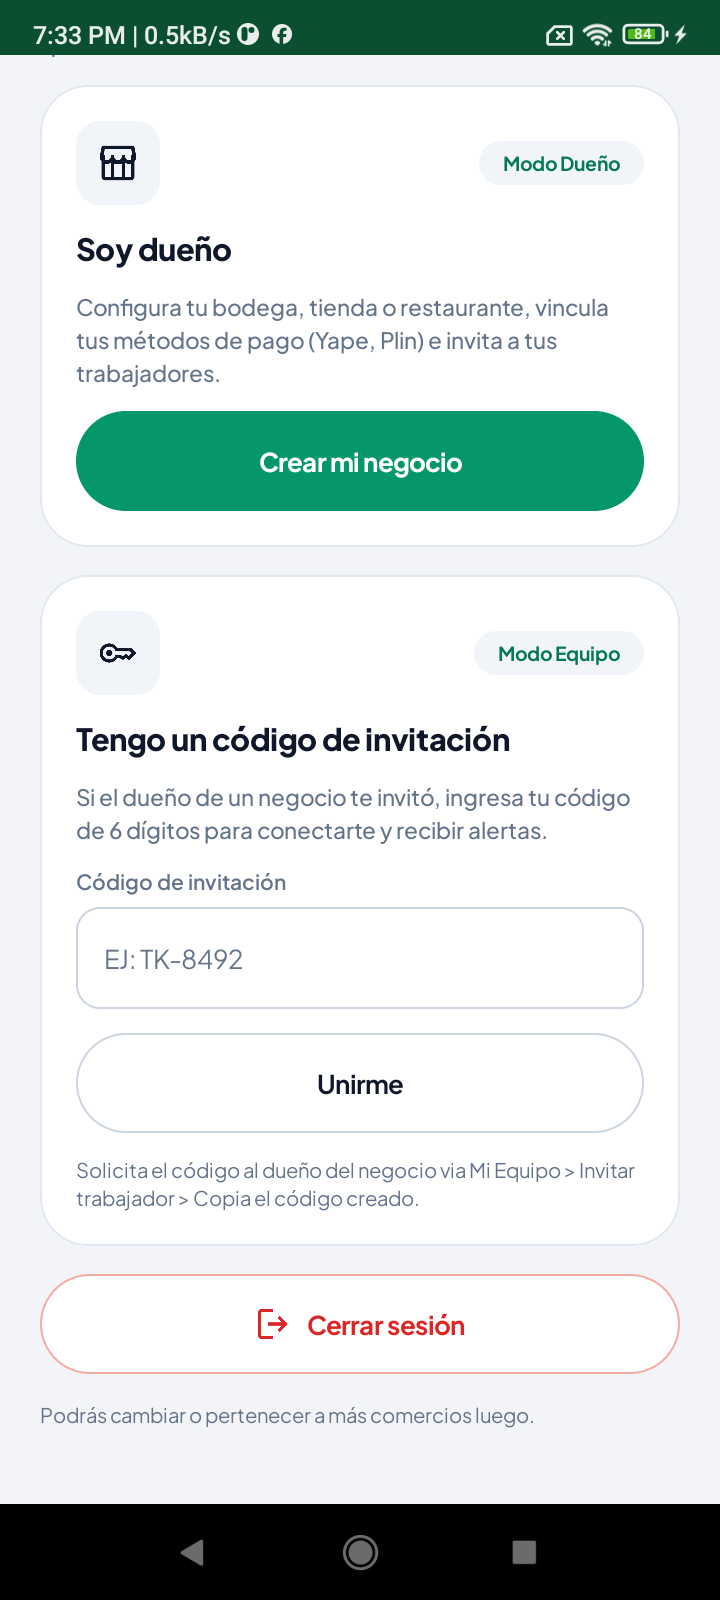 7:33 PM | 0.5kB/s
84
Modo Dueño
Soy dueño
Configura tu bodega, tienda o restaurante, vincula
tus métodos de pago (Yape, Plin) e invita a tus
trabajadores.
Crear mi negocio
Modo Equipo
Tengo un código de invitación
Si el dueño de un negocio te invitó, ingresa tu código
de 6 dígitos para conectarte y recibir alertas.
Código de invitación
EJ: TK-8492
Unirme
Solicita el código al dueño del negocio via Mi Equipo > Invitar
trabajador > Copia el código creado.
Cerrar sesión
Podrás cambiar o pertenecer a más comercios luego.